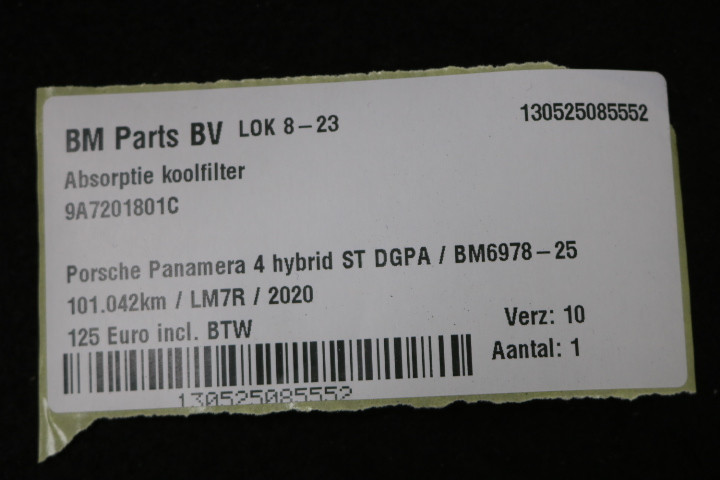 BM Parts BV LOK 8-23 130525085552
Absorptie koolfilter
9A7201801C
Porsche Panamera 4 hybrid ST DGPA / BM6978-25
101.042km / LM7R / 2020
125 Euro incl. BTW
Verz: 10
Aantal: 1
130525085552